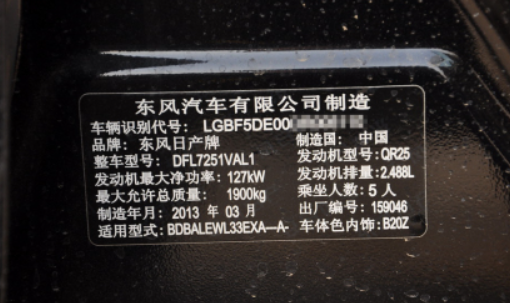 东风汽车有限公司制造
车辆识别代号: LGBF5DE00
品牌: 东风日产牌 制造国: 中国
整车型号: DFL7251VAL1 发动机型号: QR25
发动机最大净功率: 127kW 发动机排量: 2.488L
最大允许总质量: 1900kg 乘坐人数: 5人
制造年月: 2013 年 03 月 出厂编号: 159046
适用型式: BDBALEWL33EXA—A- 车体色内饰: B20Z